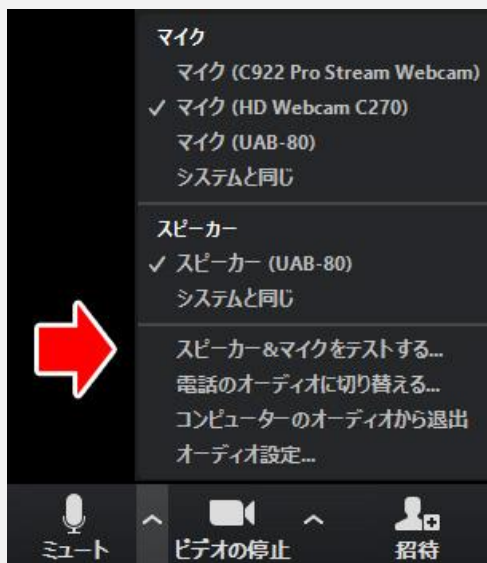 マイク
マイク (C922 Pro Stream Webcam)
マイク (HD Webcam C270)
マイク (UAB-80)
システムと同じ
スピーカー
スピーカー (UAB-80)
システムと同じ
スピーカー&マイクをテストする...
電話のオーディオに切り替える...
コンピューターのオーディオから退出
オーディオ設定...
ミュート ビデオの停止 招待